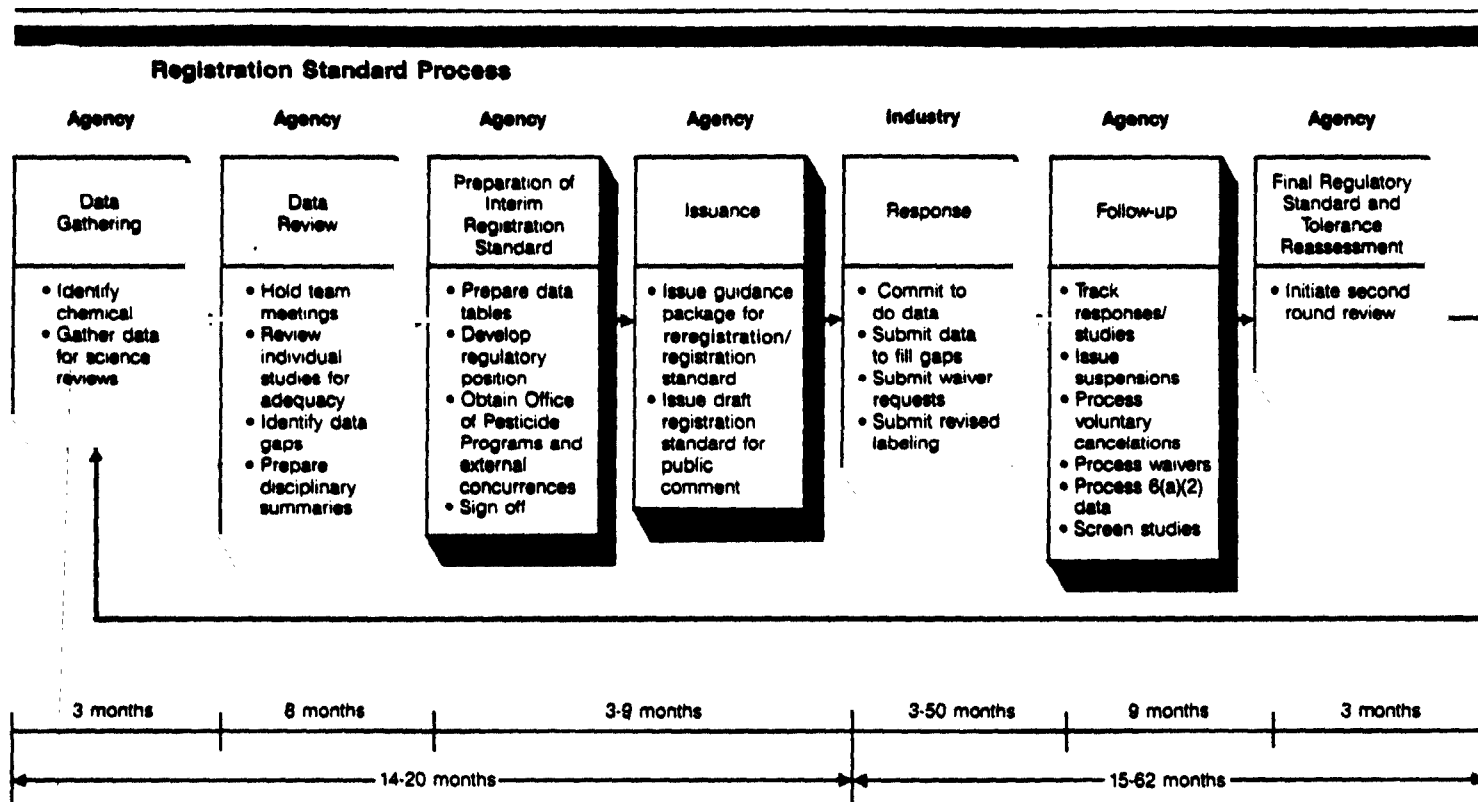 Registration Standard Process
Agency
Agency
Agency
Agency
Industry
Agency
Agency
Data
Gathering
• Identify
chemical
• Gather data
for science
reviews
Data
Review
• Hold team
meetings
• Review
individual
studies for
adequacy
• Identify data
gaps
• Prepare
disciplinary
summaries
Preparation of
Interim
Registration
Standard
• Prepare data
tables
• Develop
regulatory
position
• Obtain Office
of Pesticide
Programs and
external
concurrences
• Sign off
Issuance
• Issue guidance
package for
reregistration/
registration
standard
• Issue draft
registration
standard for
public
comment
Response
• Commit to
do data
• Submit data
to fill gaps
• Submit waiver
requests
• Submit revised
labeling
Follow-up
• Track
responses/
studies
• Issue
suspensions
• Process
voluntary
cancelations
• Process waivers
• Process 6(a)(2)
data
• Screen studies
Final Regulatory
Standard and
Tolerance
Reassessment
• Initiate second
round review
3 months
8 months
3-9 months
3-50 months
9 months
3 months
14-20 months
15-62 months